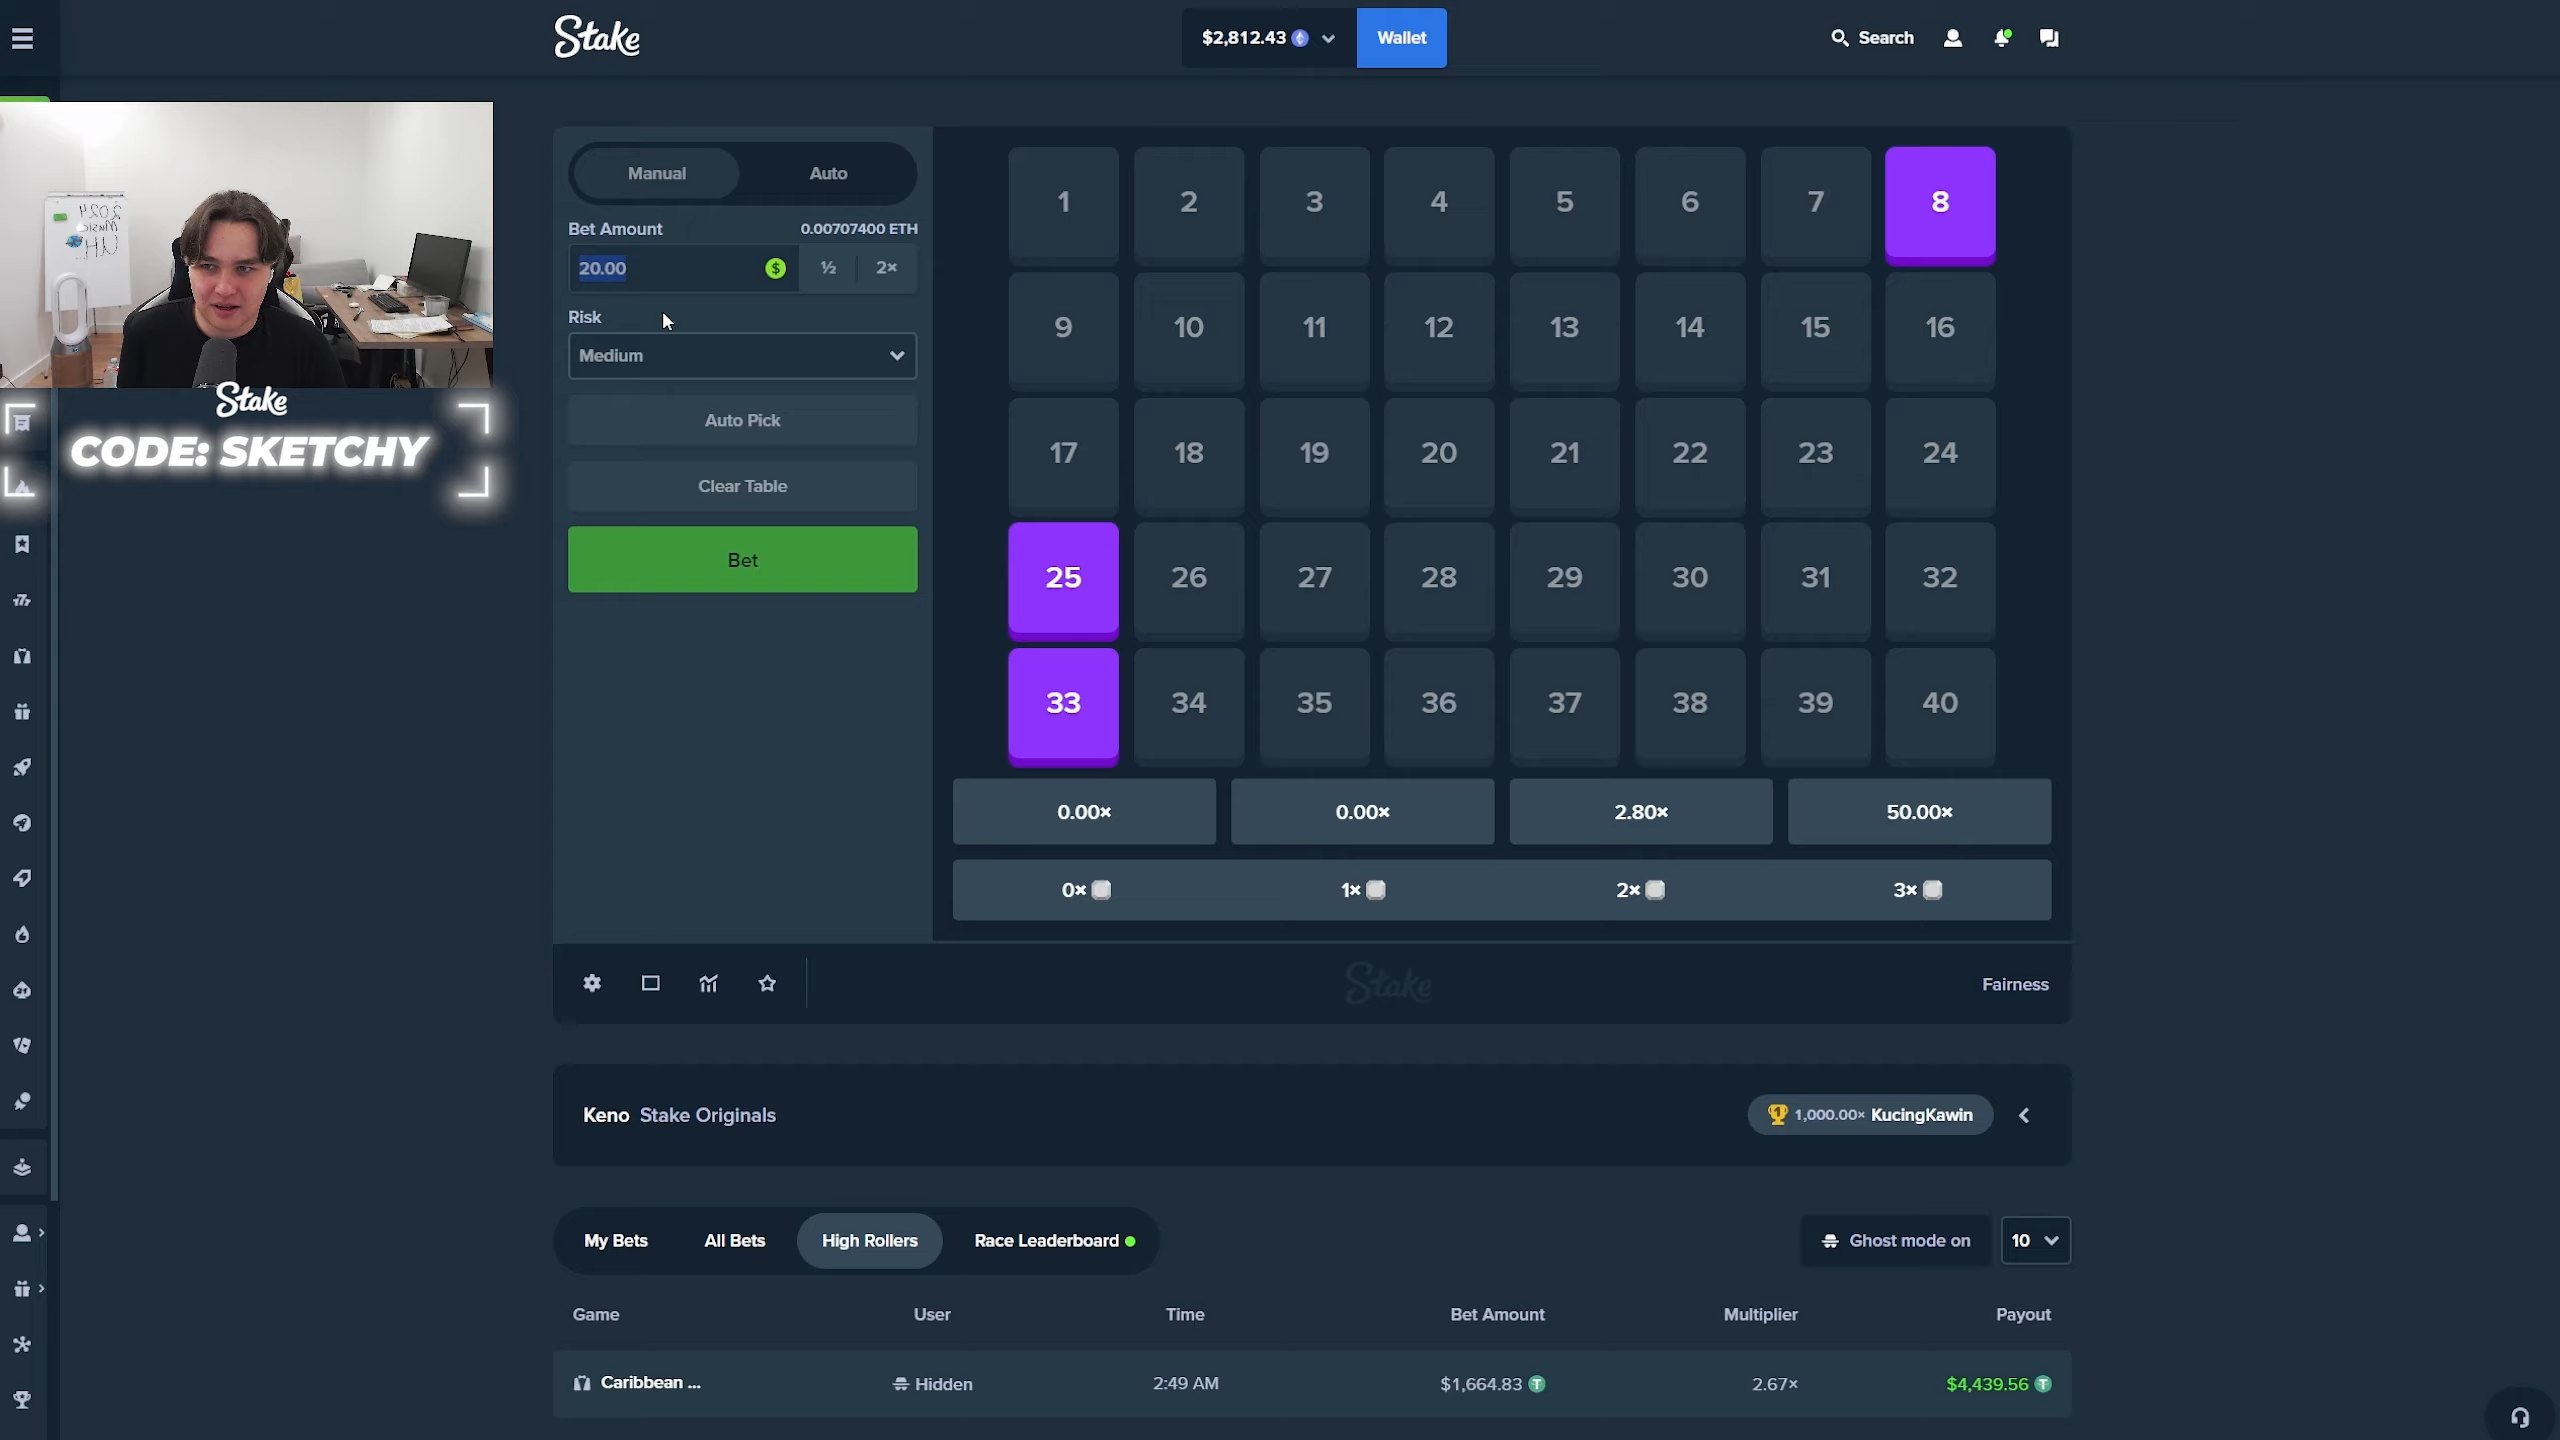 Stake
$2,812.43
Wallet
Search
Manual
Auto
Bet Amount
0.00707400 ETH
20.00
$
½
2×
Risk
Medium
Auto Pick
Clear Table
Bet
Stake
CODE: SKETCHY
1 2 3 4 5 6 7 8
9 10 11 12 13 14 15 16
17 18 19 20 21 22 23 24
25 26 27 28 29 30 31 32
33 34 35 36 37 38 39 40
0.00× 0.00× 2.80× 50.00×
0× 1× 2× 3×
Stake
Fairness
Keno Stake Originals
1,000.00× KucingKawin
My Bets
All Bets
High Rollers
Race Leaderboard
Ghost mode on
10
Game User Time Bet Amount Multiplier Payout
Caribbean ... Hidden 2:49 AM $1,664.83 2.67× $4,439.56